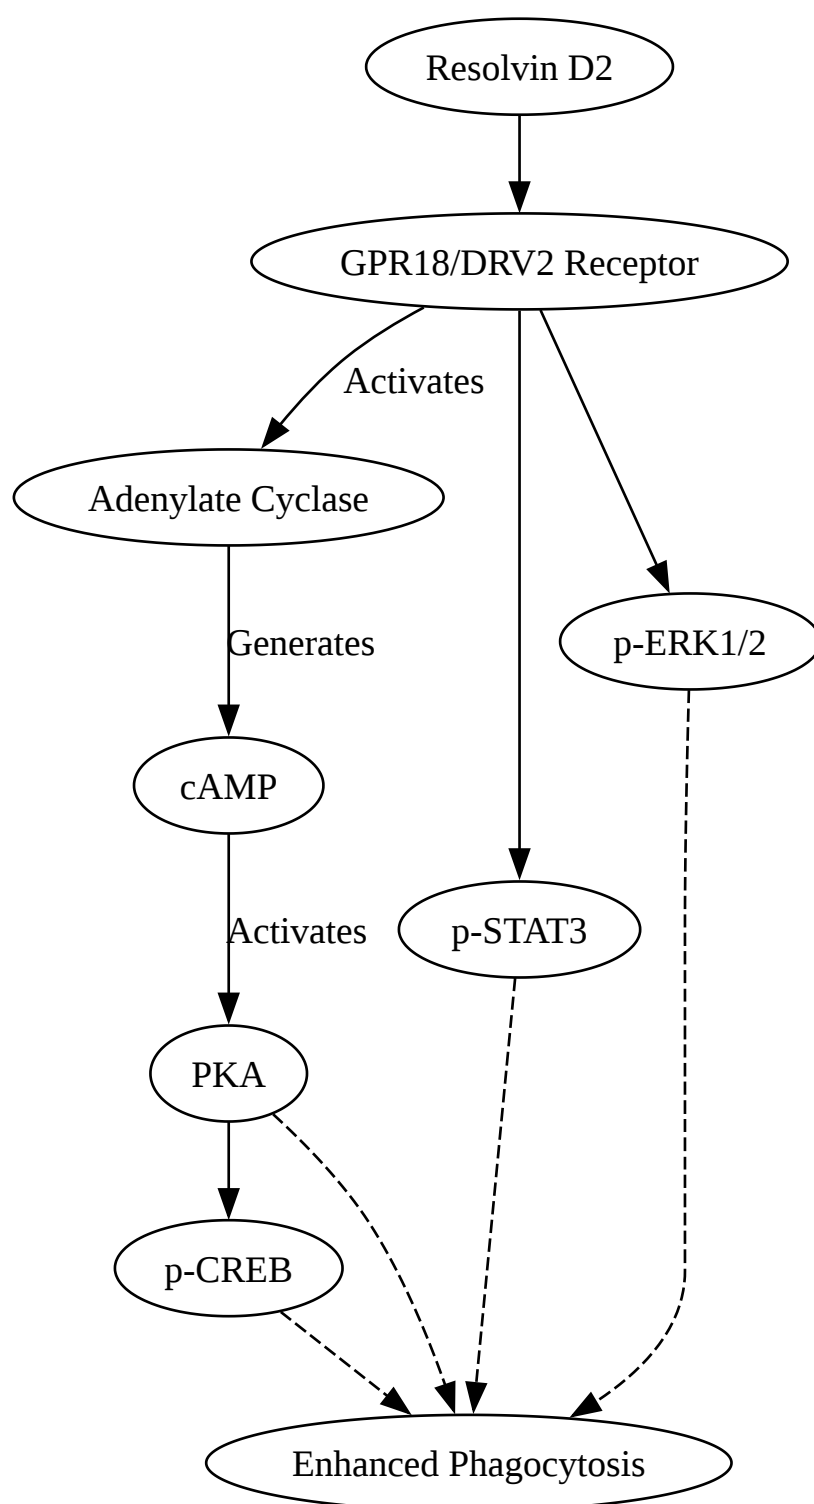 Resolvin D2
GPR18/DRV2 Receptor
Activates
Adenylate Cyclase
Generates
p-ERK1/2
cAMP
Activates
p-STAT3
PKA
p-CREB
Enhanced Phagocytosis